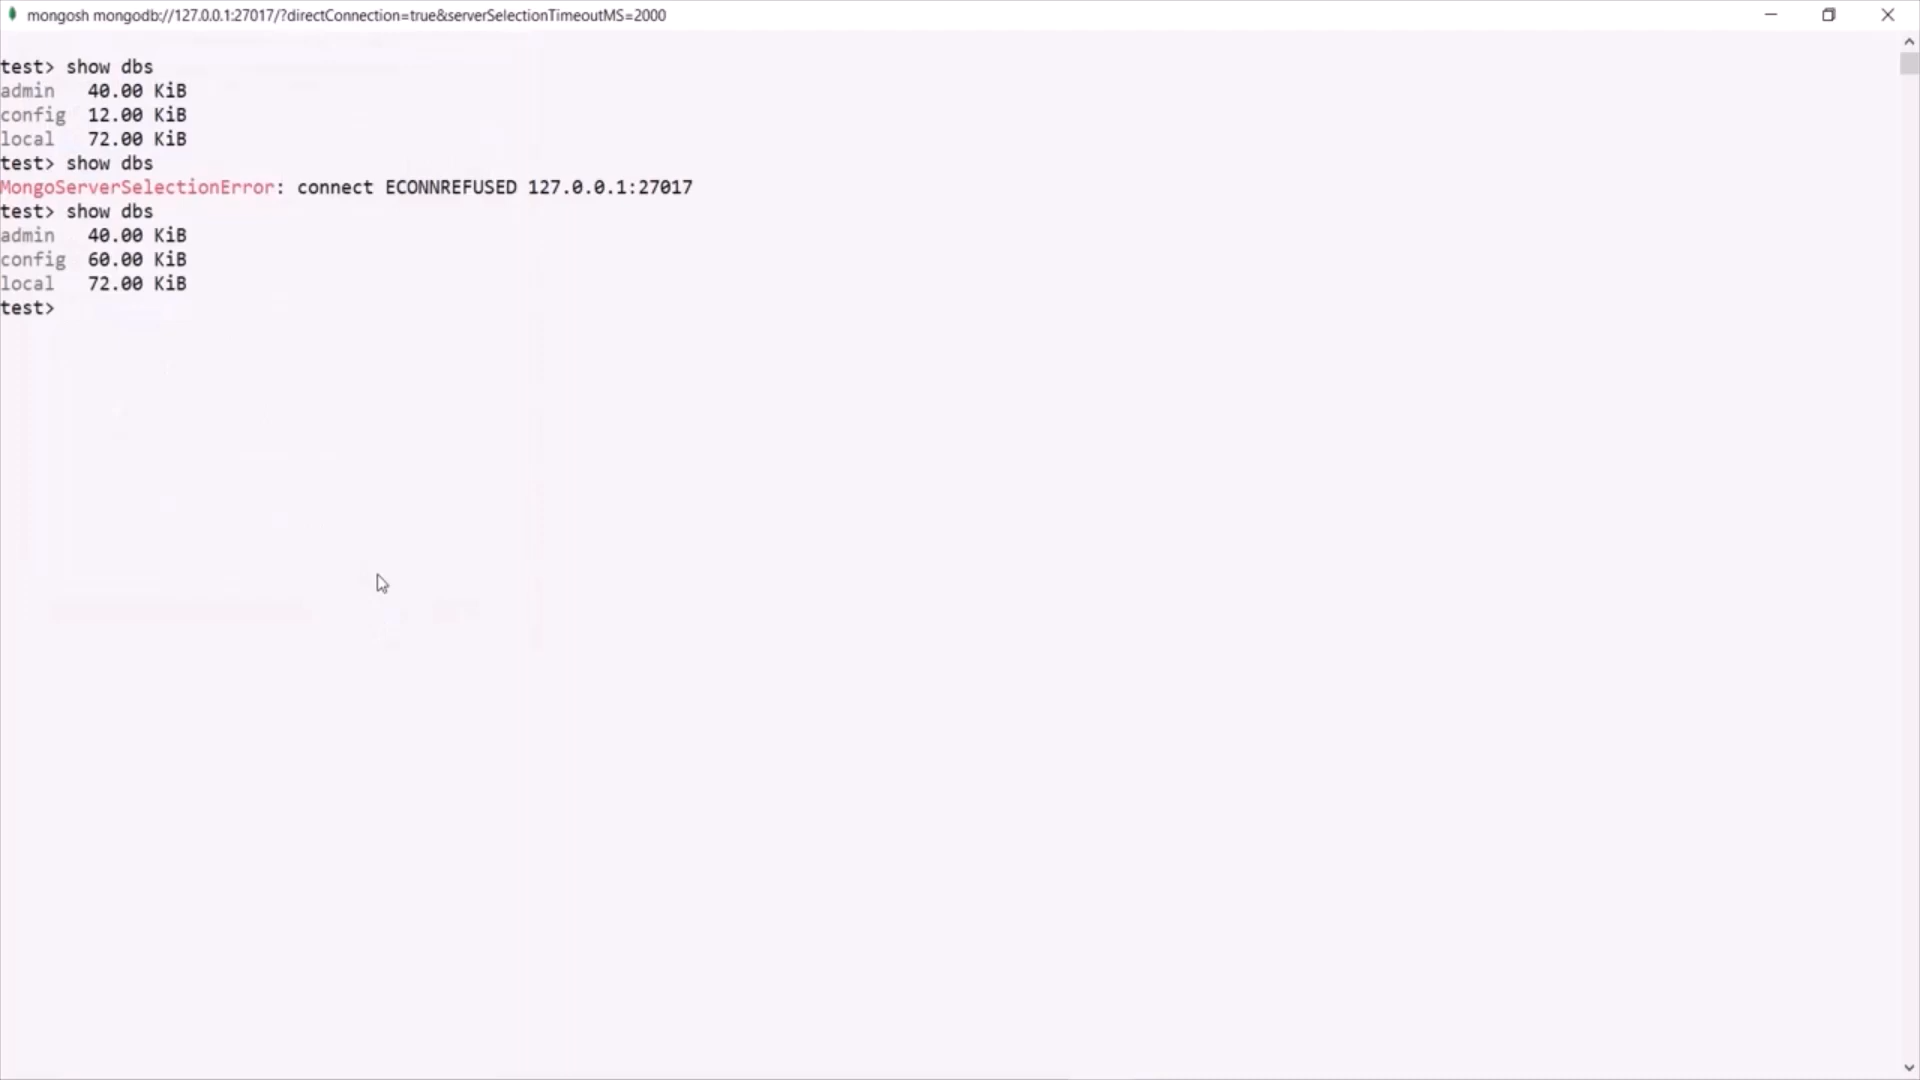 mongosh mongodb://127.0.0.1:27017/?directConnection=true&serverSelectionTimeoutMS=2000
test> show dbs
admin   40.00 KiB
config  12.00 KiB
local   72.00 KiB
test> show dbs
MongoServerSelectionError: connect ECONNREFUSED 127.0.0.1:27017
test> show dbs
admin   40.00 KiB
config  60.00 KiB
local   72.00 KiB
test>